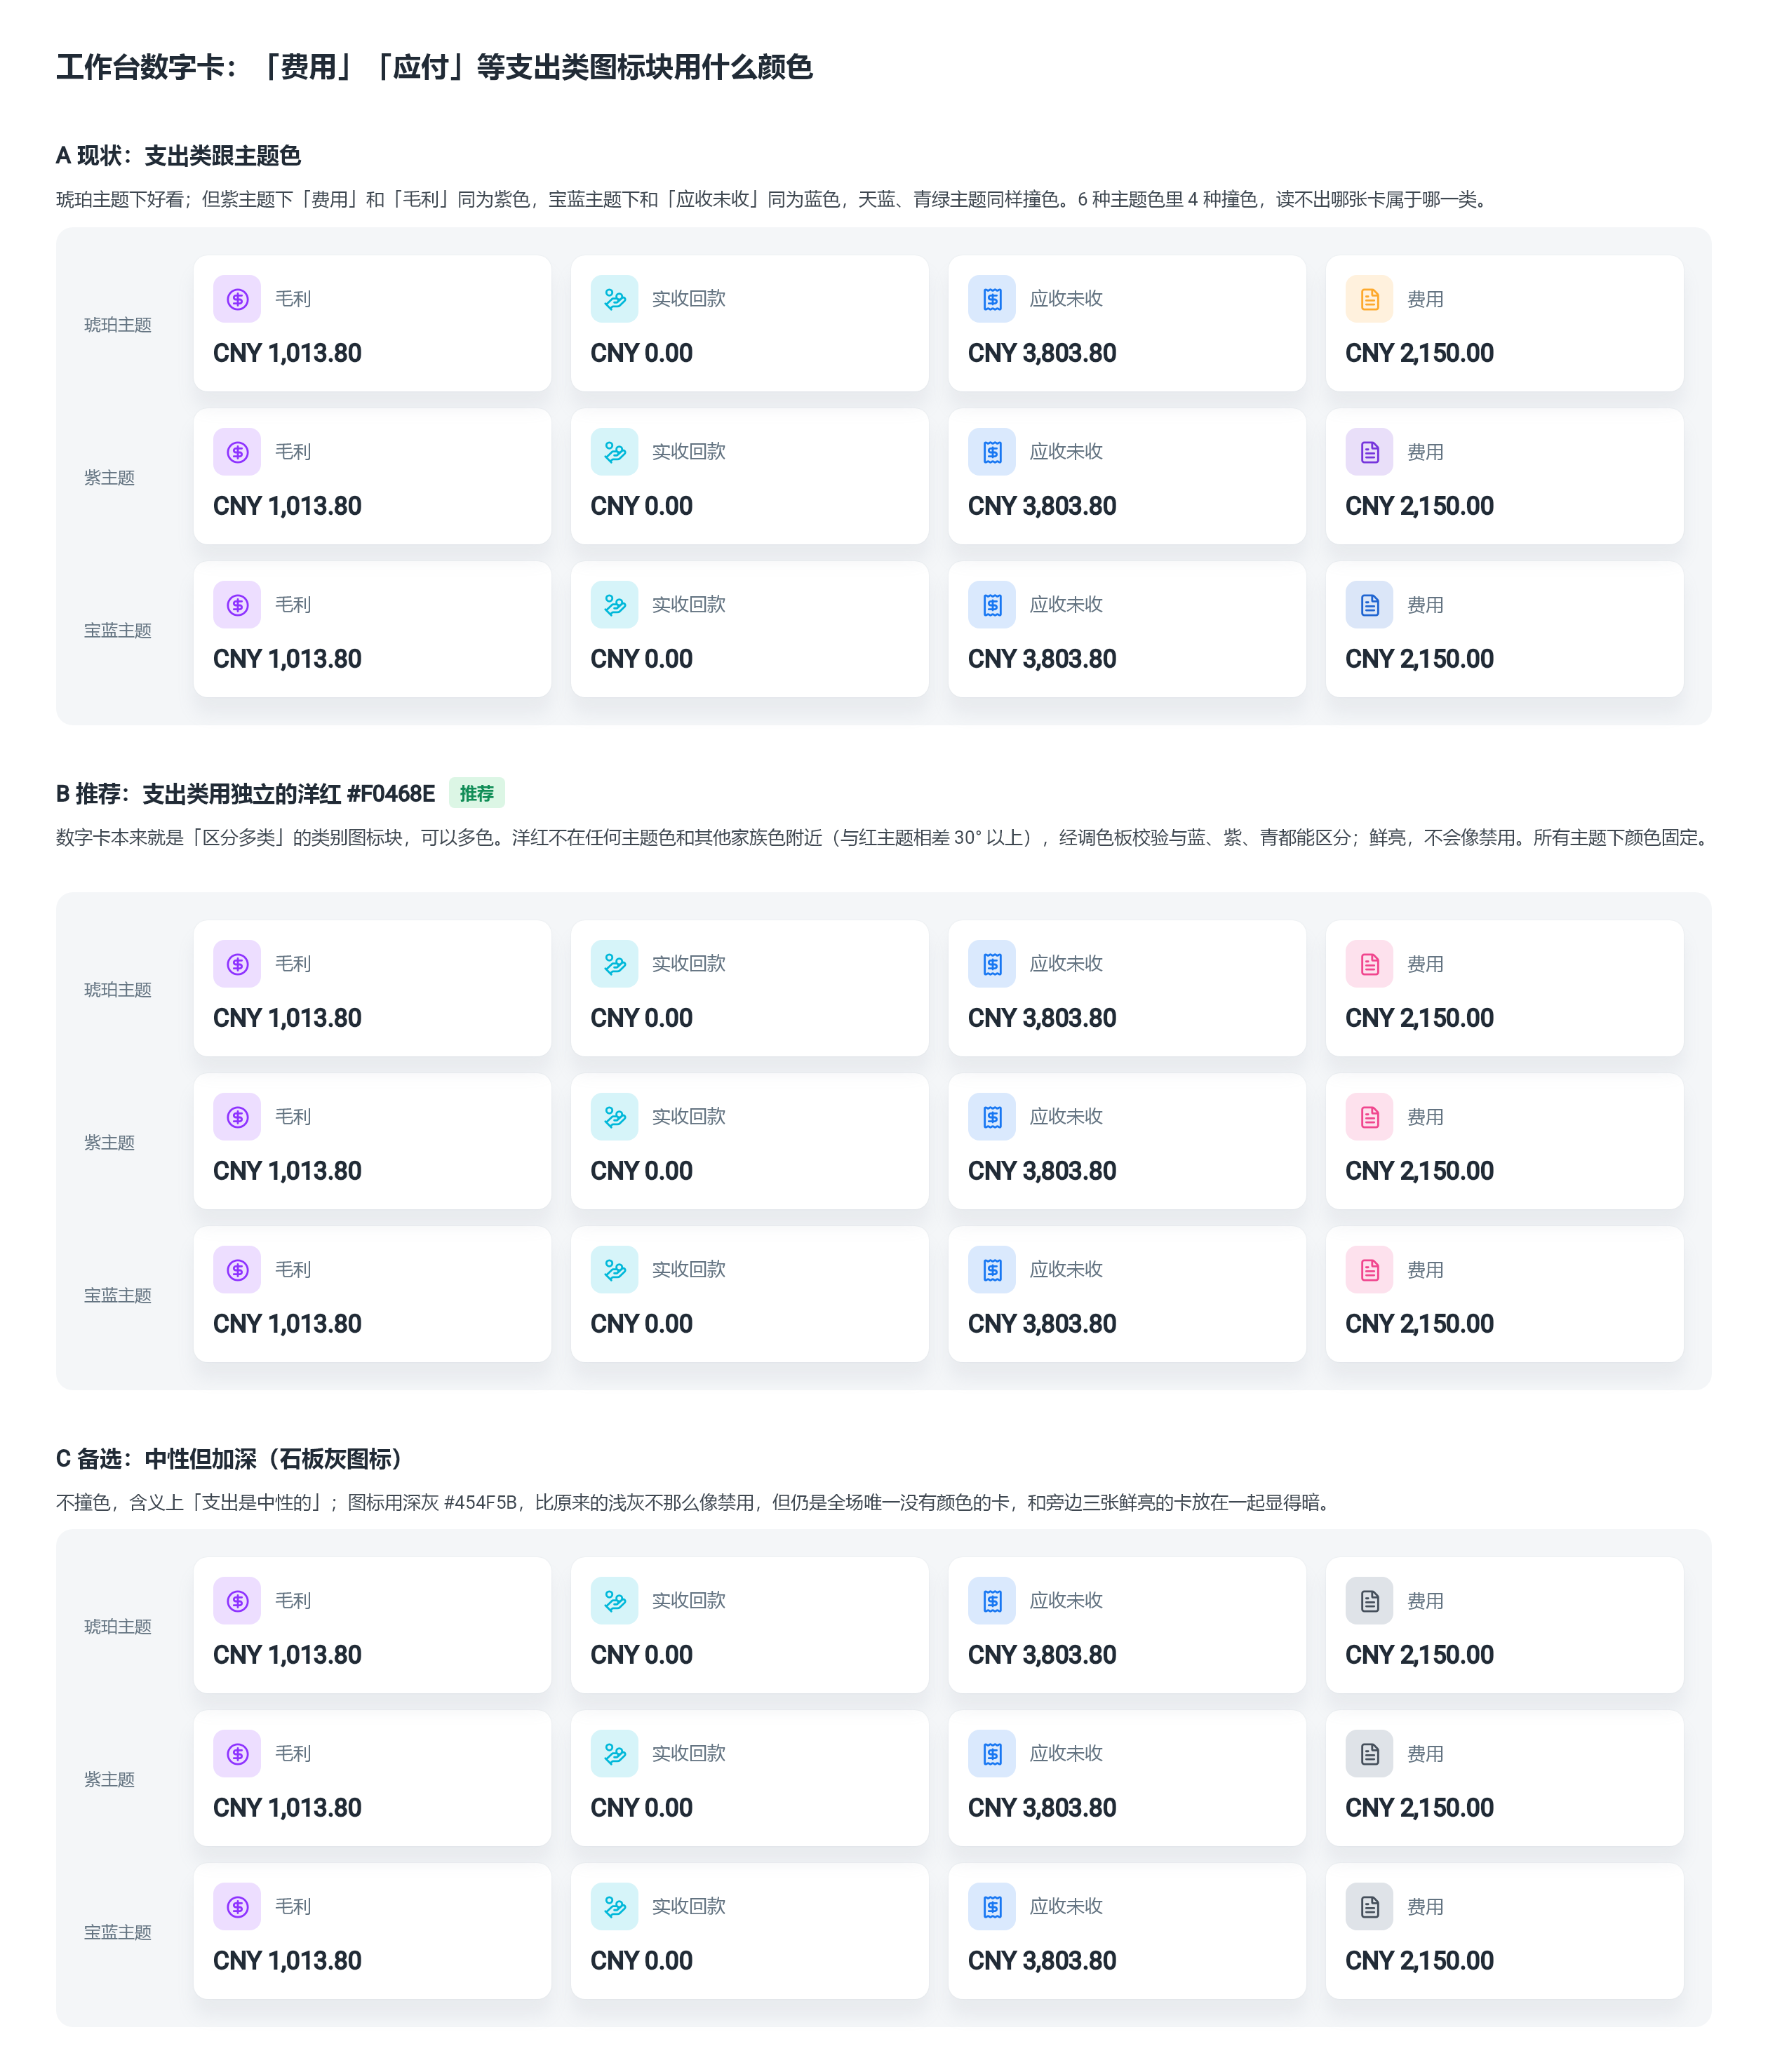 工作台数字卡：「费用」「应付」等支出类图标块用什么颜色
A 现状：支出类跟主题色
琥珀主题下好看；但紫主题下「费用」和「毛利」同为紫色，宝蓝主题下和「应收未收」同为蓝色，天蓝、青绿主题同样撞色。6 种主题色里 4 种撞色，读不出哪张卡属于哪一类。
琥珀主题
毛利
CNY 1,013.80
实收回款
CNY 0.00
应收未收
CNY 3,803.80
费用
CNY 2,150.00
紫主题
毛利
CNY 1,013.80
实收回款
CNY 0.00
应收未收
CNY 3,803.80
费用
CNY 2,150.00
宝蓝主题
毛利
CNY 1,013.80
实收回款
CNY 0.00
应收未收
CNY 3,803.80
费用
CNY 2,150.00
B 推荐：支出类用独立的洋红 #F0468E 推荐
数字卡本来就是「区分多类」的类别图标块，可以多色。洋红不在任何主题色和其他家族色附近（与红主题相差 30° 以上），经调色板校验与蓝、紫、青都能区分；鲜亮，不会像禁用。所有主题下颜色固定。
琥珀主题
毛利
CNY 1,013.80
实收回款
CNY 0.00
应收未收
CNY 3,803.80
费用
CNY 2,150.00
紫主题
毛利
CNY 1,013.80
实收回款
CNY 0.00
应收未收
CNY 3,803.80
费用
CNY 2,150.00
宝蓝主题
毛利
CNY 1,013.80
实收回款
CNY 0.00
应收未收
CNY 3,803.80
费用
CNY 2,150.00
C 备选：中性但加深（石板灰图标）
不撞色，含义上「支出是中性的」；图标用深灰 #454F5B，比原来的浅灰不那么像禁用，但仍是全场唯一没有颜色的卡，和旁边三张鲜亮的卡放在一起显得暗。
琥珀主题
毛利
CNY 1,013.80
实收回款
CNY 0.00
应收未收
CNY 3,803.80
费用
CNY 2,150.00
紫主题
毛利
CNY 1,013.80
实收回款
CNY 0.00
应收未收
CNY 3,803.80
费用
CNY 2,150.00
宝蓝主题
毛利
CNY 1,013.80
实收回款
CNY 0.00
应收未收
CNY 3,803.80
费用
CNY 2,150.00